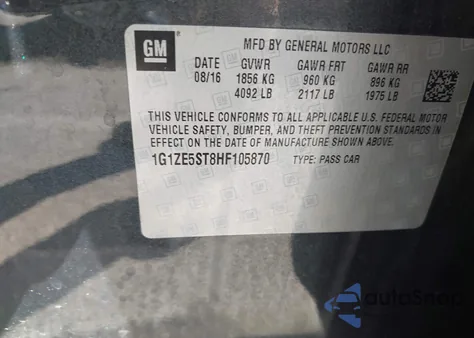 GM
MFD BY GENERAL MOTORS LLC
DATE GVWR GAWR FRT GAWR RR
08/16 1856 KG 960 KG 896 KG
4092 LB 2117 LB 1975 LB
THIS VEHICLE CONFORMS TO ALL APPLICABLE U.S. FEDERAL MOTOR
VEHICLE SAFETY, BUMPER, AND THEFT PREVENTION STANDARDS IN
EFFECT ON THE DATE OF MANUFACTURE SHOWN ABOVE.
1G1ZE5ST8HF105870 TYPE: PASS CAR
autoSnap